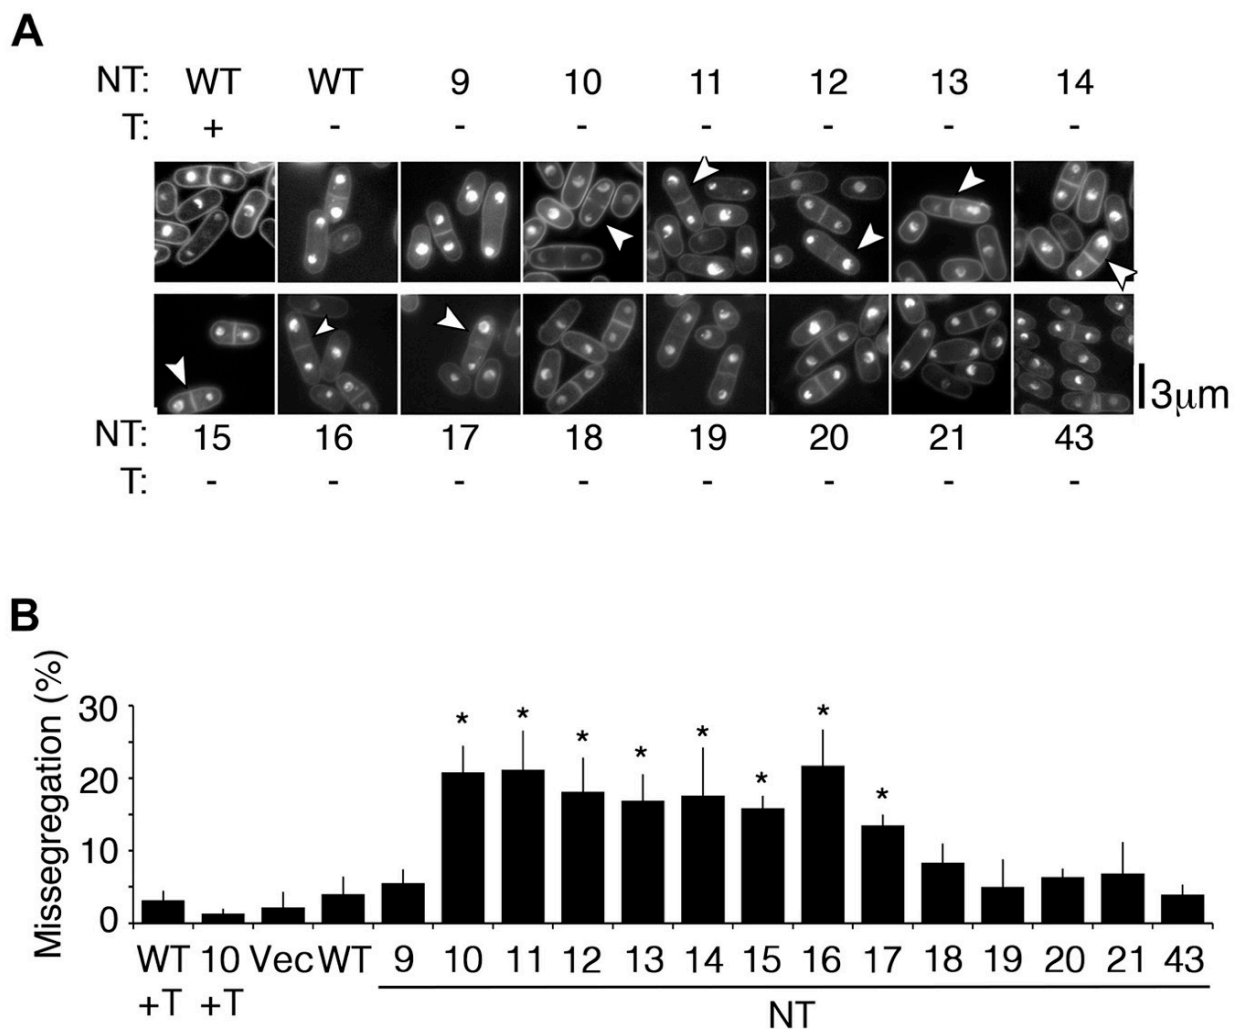 A
NT: WT WT 9 10 11 12 13 14
T: + - - - - - - -
3μm
NT: 15 16 17 18 19 20 21 43
T: - - - - - - - -
B
Missegregation (%)
30
20
10
0
* * * * * * * *
WT 10 Vec WT 9 10 11 12 13 14 15 16 17 18 19 20 21 43
+T +T
NT